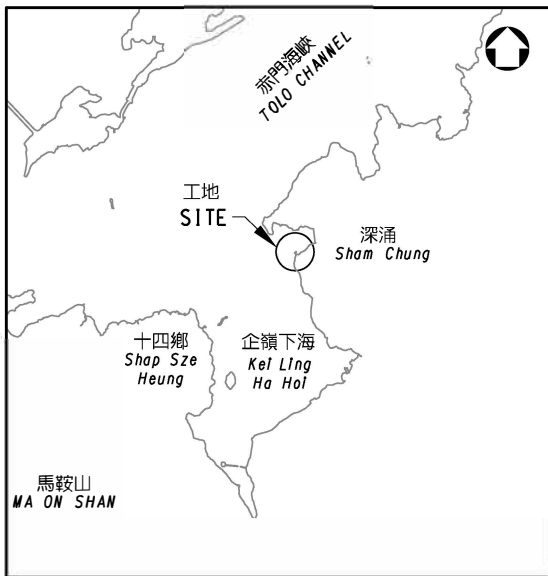 赤門海峽
TOLO CHANNEL
工地
SITE
深涌
Sham Chung
十四鄉
Shap Sze
Heung
企嶺下海
Kei Ling
Ha Hoi
馬鞍山
MA ON SHAN